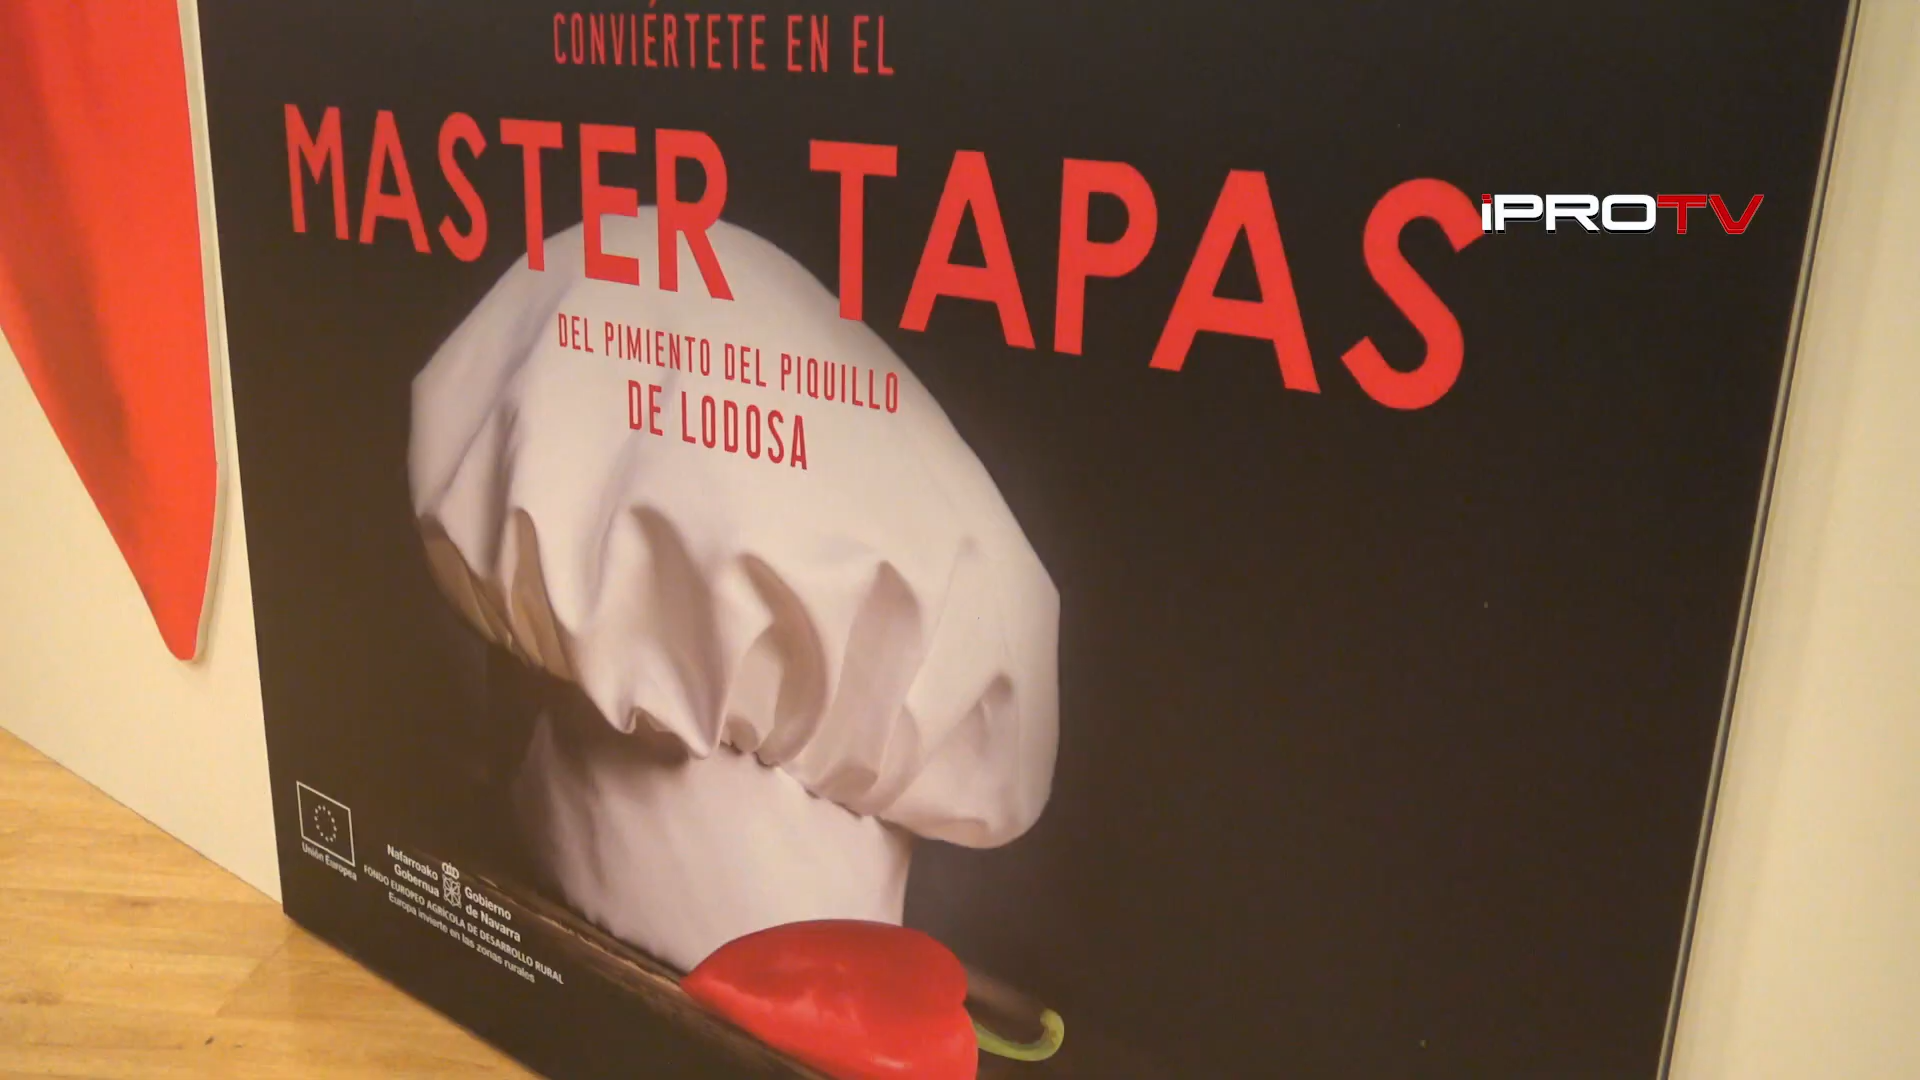 CONVIÉRTETE EN EL
MASTER TAPAS
iPROTV
DEL PIMIENTO DEL PIQUILLO
DE LODOSA
Unión Europea
Nafarroako
Gobernua
Gobierno
de Navarra
FONDO EUROPEO AGRÍCOLA DE DESARROLLO RURAL
Europa invierte en las zonas rurales